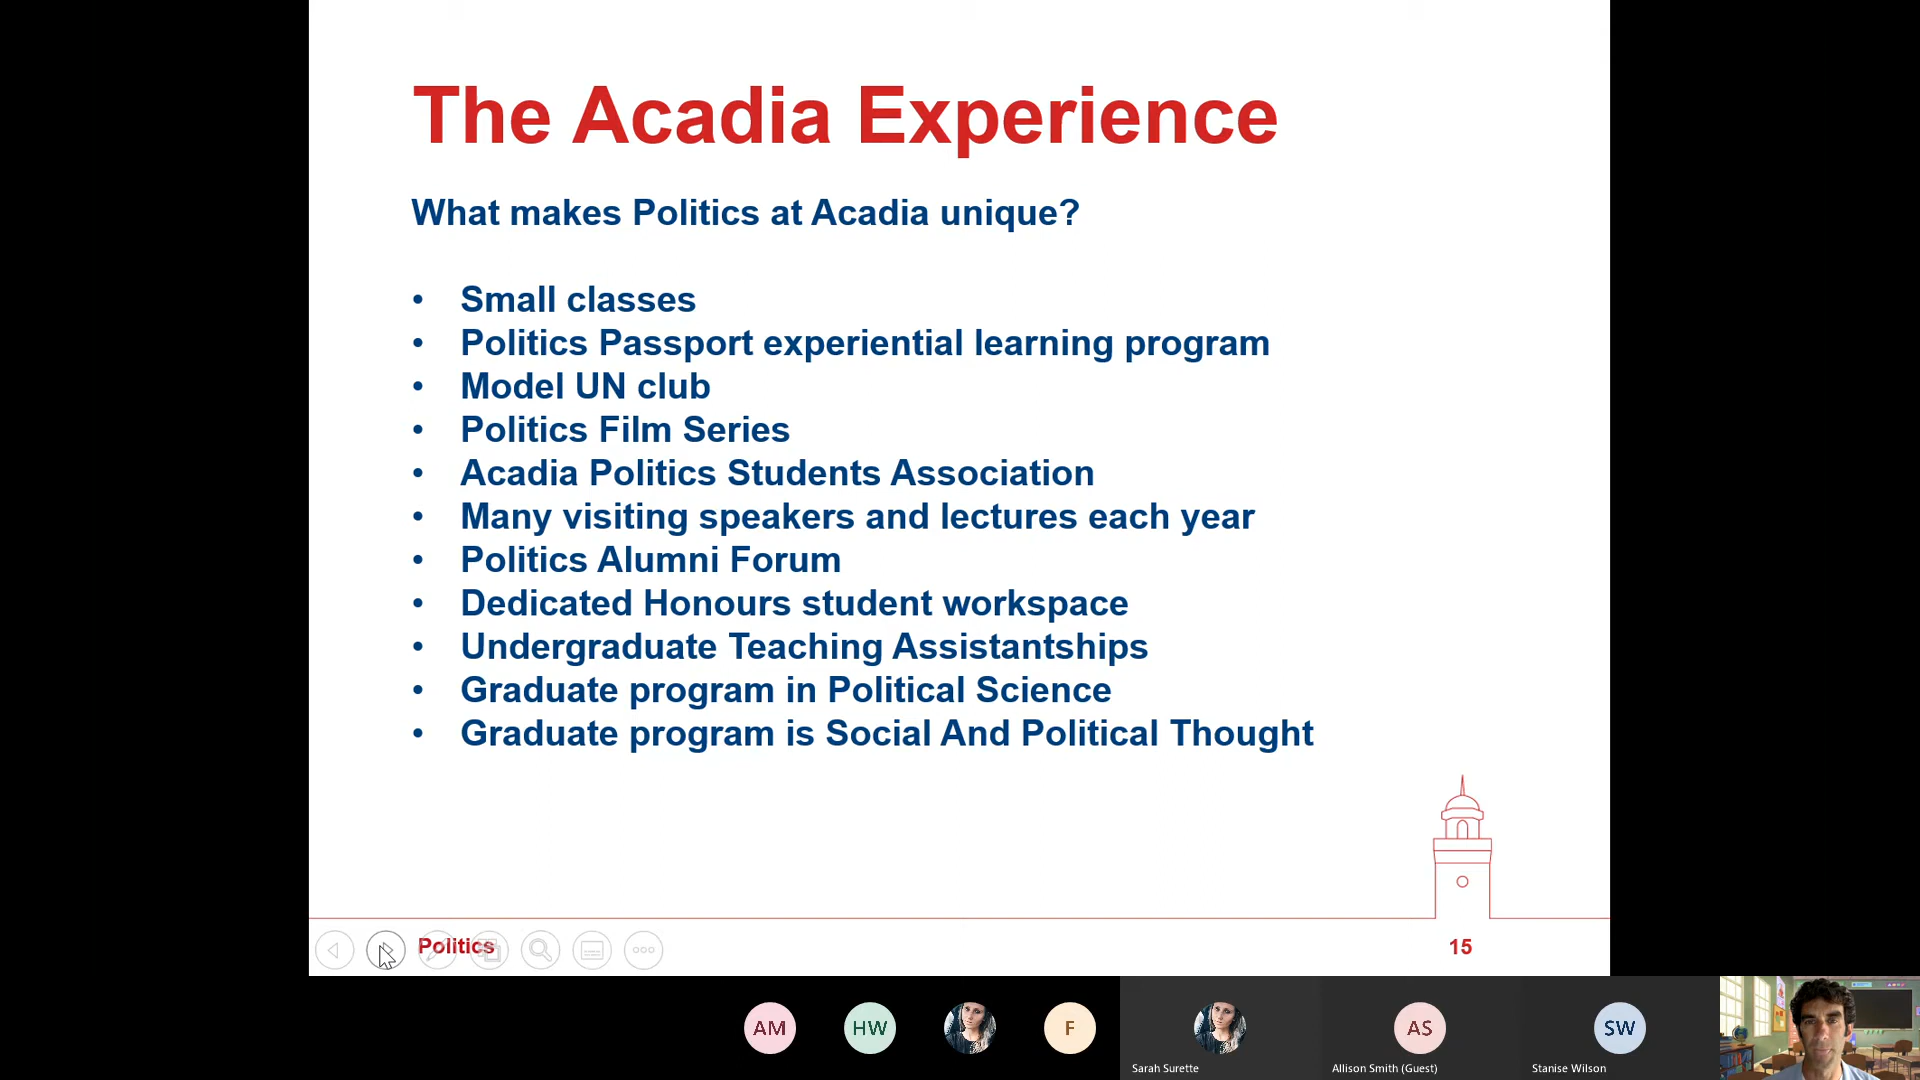 The Acadia Experience
What makes Politics at Acadia unique?
• Small classes
• Politics Passport experiential learning program
• Model UN club
• Politics Film Series
• Acadia Politics Students Association
• Many visiting speakers and lectures each year
• Politics Alumni Forum
• Dedicated Honours student workspace
• Undergraduate Teaching Assistantships
• Graduate program in Political Science
• Graduate program is Social And Political Thought
Politics
15
AM
HW
F
AS
SW
Sarah Surette
Allison Smith (Guest)
Stanise Wilson